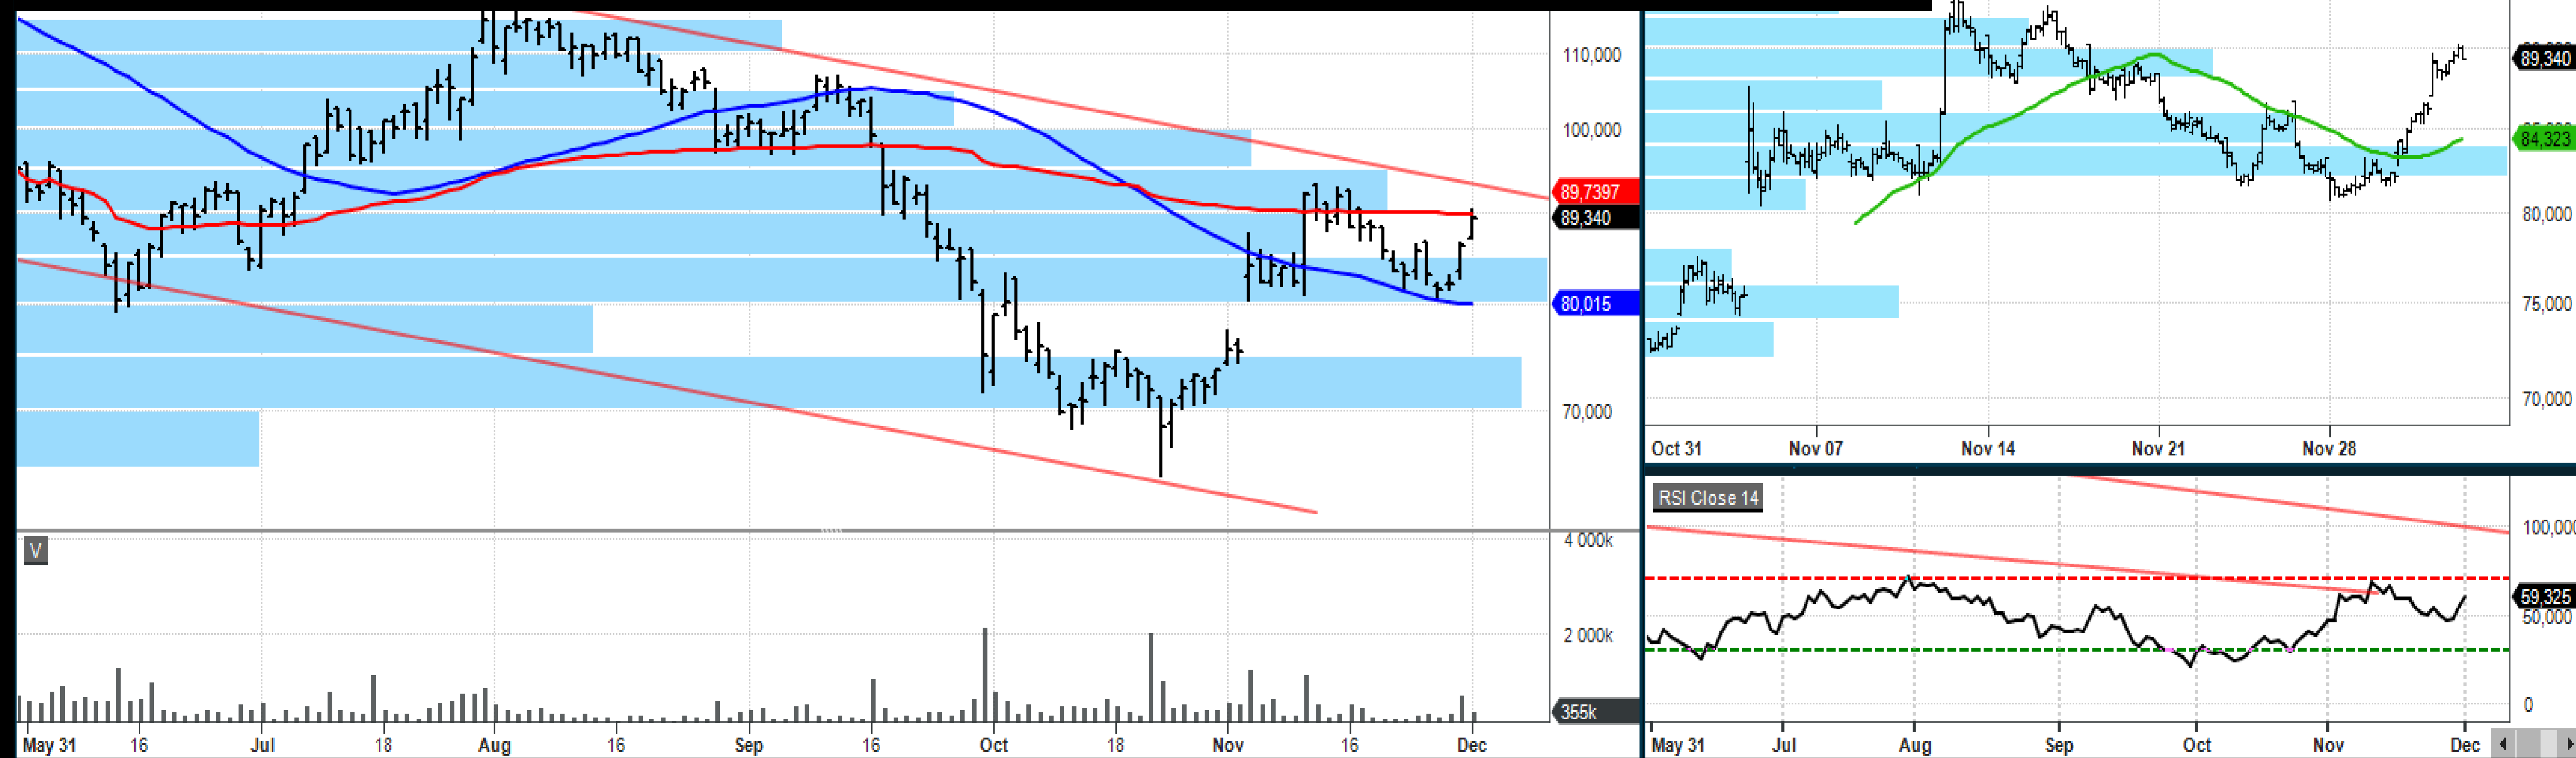 110,000
100,000
89,7397
89,340
80,015
70,000
V
4 000k
2 000k
355k
May 31 16 Jul 18 Aug 16 Sep 16 Oct 18 Nov 16 Dec
89,340
84,323
80,000
75,000
70,000
Oct 31 Nov 07 Nov 14 Nov 21 Nov 28
RSI Close 14
100,000
59,325
50,000
0
May 31 Jul Aug Sep Oct Nov Dec